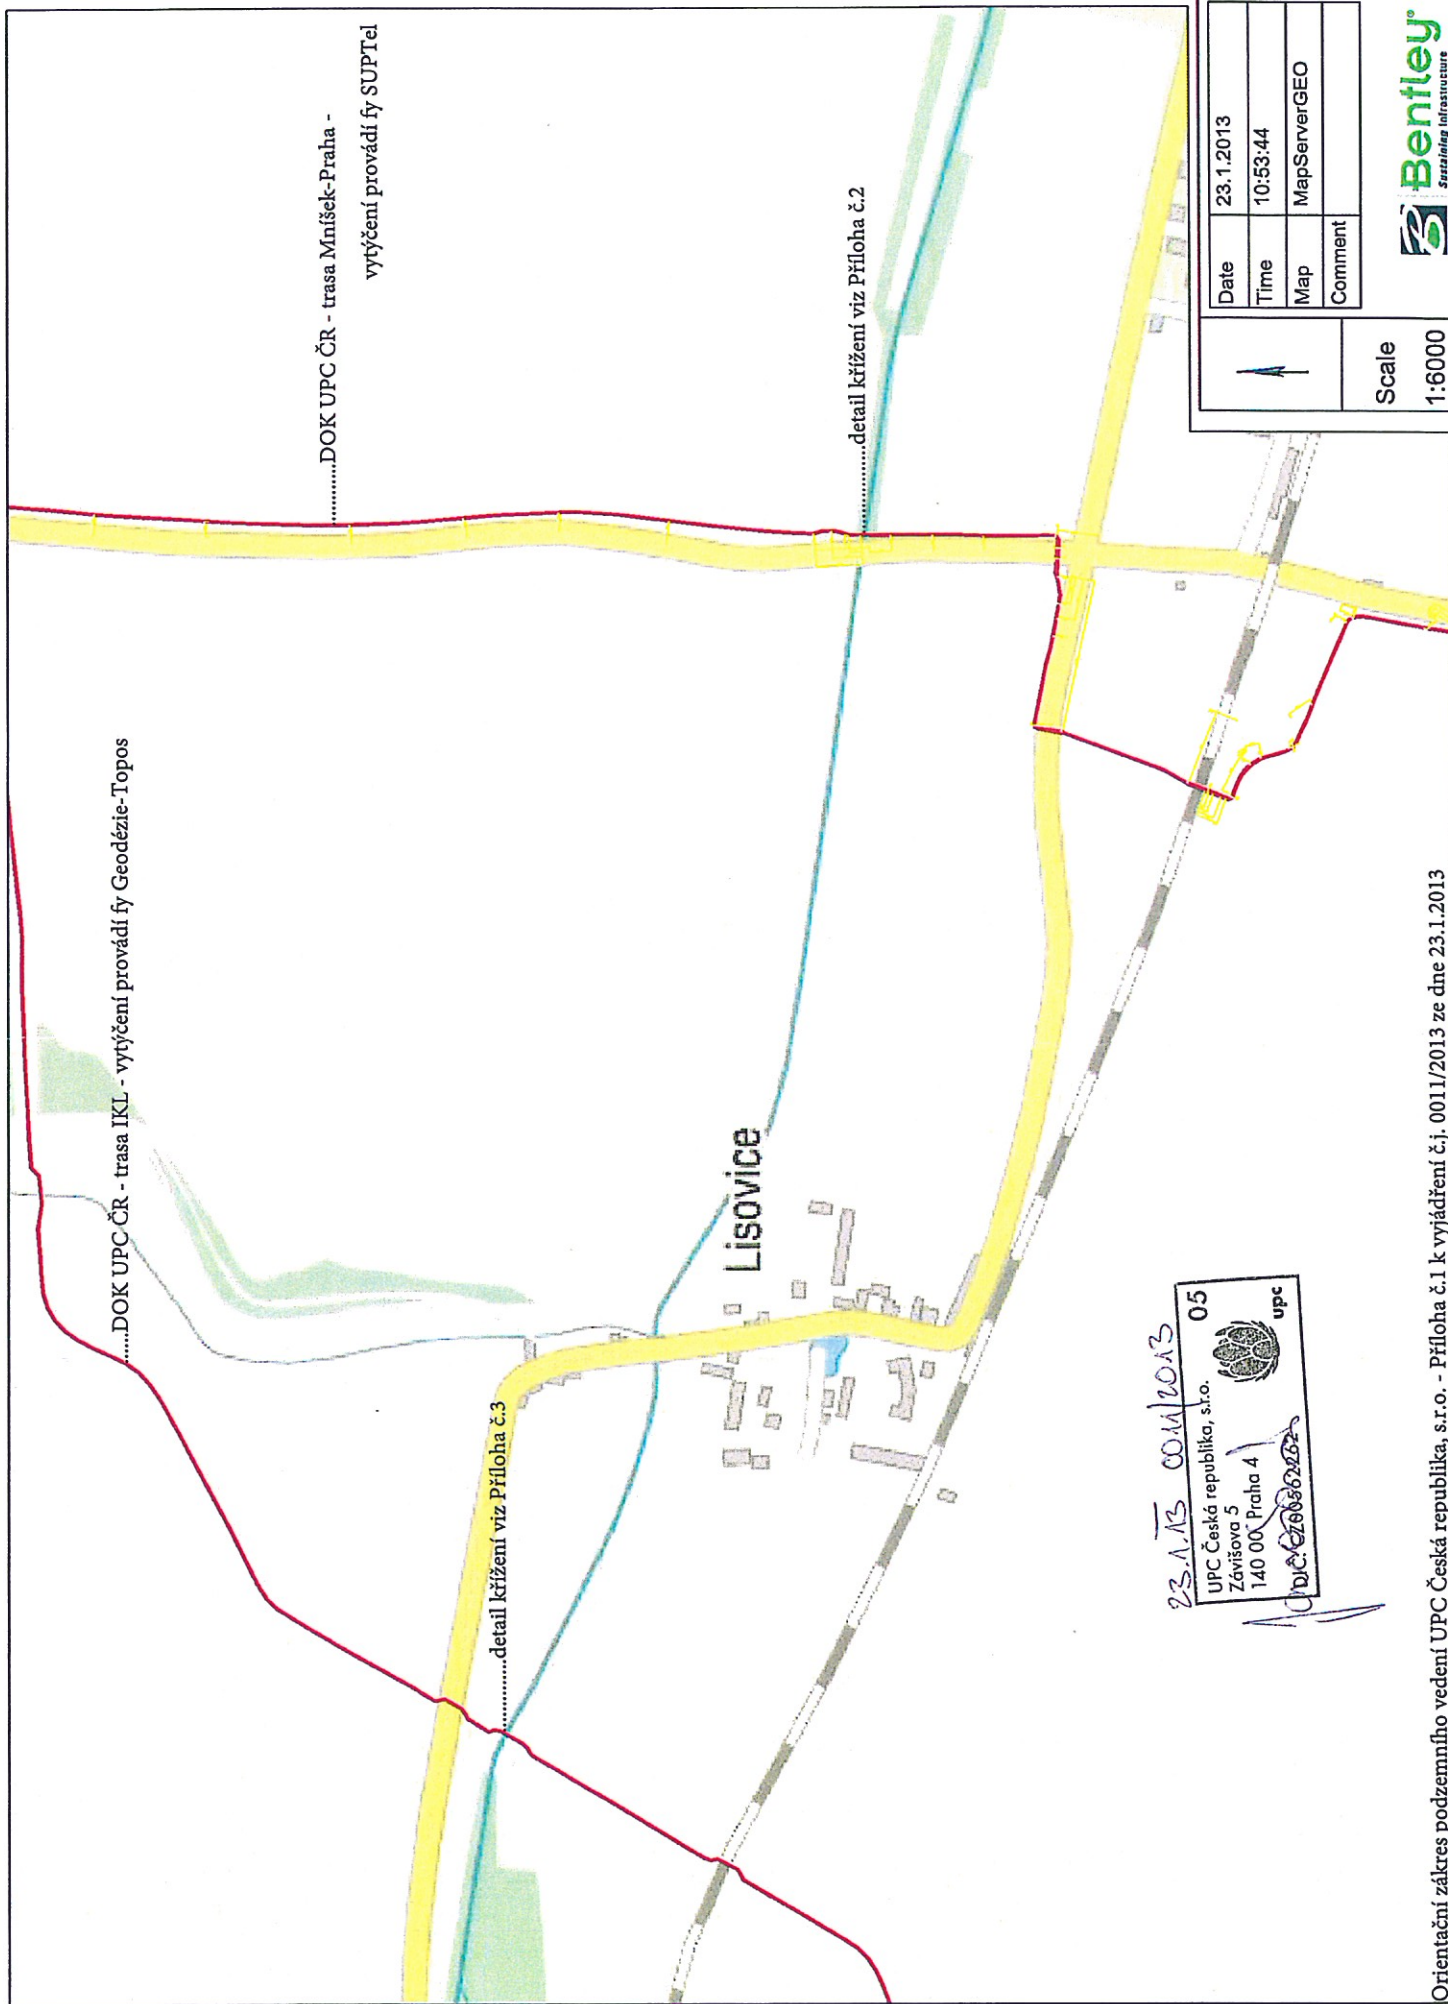 DOK UPC ČR - trasa Mníšek-Praha -
vytýčení provádí fy SUPTel
DOK UPC ČR - trasa IKL - vytýčení provádí fy Geodézie-Topos
detail křížení viz Příloha č.2
detail křížení viz Příloha č.3
Lisovice
23.1.13 0011/2013
UPC Česká republika, s.r.o. 05
Závišova 5
140 00 Praha 4
DIČ: CZ00562262
upc
Date 23.1.2013
Time 10:53:44
Map MapServerGEO
Comment
Scale
1:6000
Bentley
Sustaining Infrastructure
Orientační zákres podzemního vedení UPC Česká republika, s.r.o. - Příloha č.1 k vyjádření č.j. 0011/2013 ze dne 23.1.2013